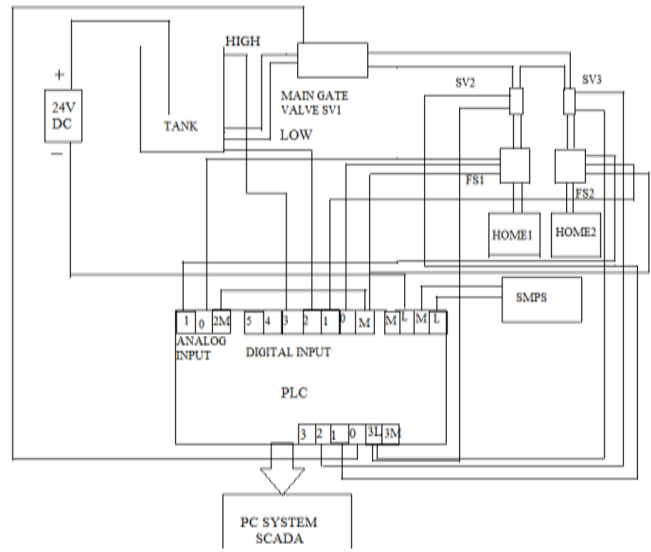 HIGH
+
24V
DC
−
TANK
MAIN GATE
VALVE SV1
LOW
SV2
SV3
FS1
FS2
HOME1
HOME2
SMPS
1 0 2M 5 4 3 2 1 0 M M L M L
ANALOG
INPUT
DIGITAL INPUT
PLC
3 2 1 0 3L 3M
PC SYSTEM
SCADA